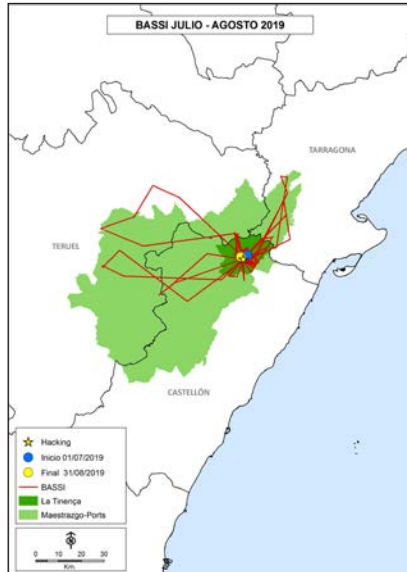 BASSI JULIO - AGOSTO 2019
TARRAGONA
TERUEL
CASTELLÓN
Hacking
Inicio 01/07/2019
Final 31/08/2019
BASSI
La Tinença
Maestrazgo-Ports
0 5 10 20 30
Km.